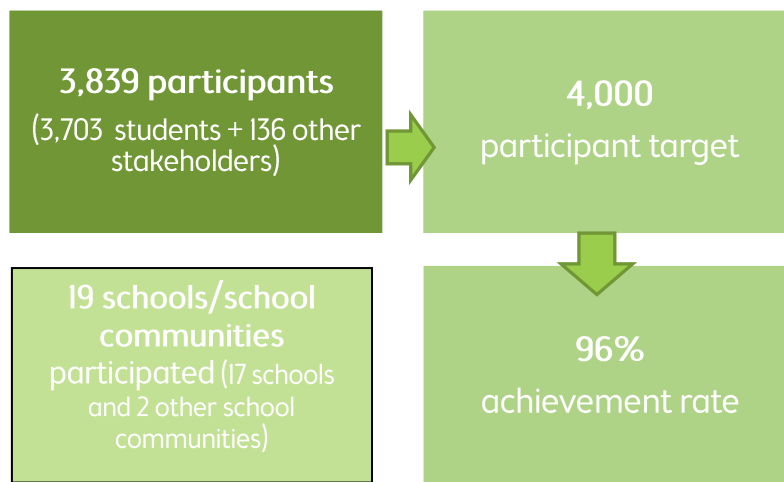 3,839 participants
(3,703 students + 136 other
stakeholders)
4,000
participant target
19 schools/school
communities
participated (17 schools
and 2 other school
communities)
96%
achievement rate